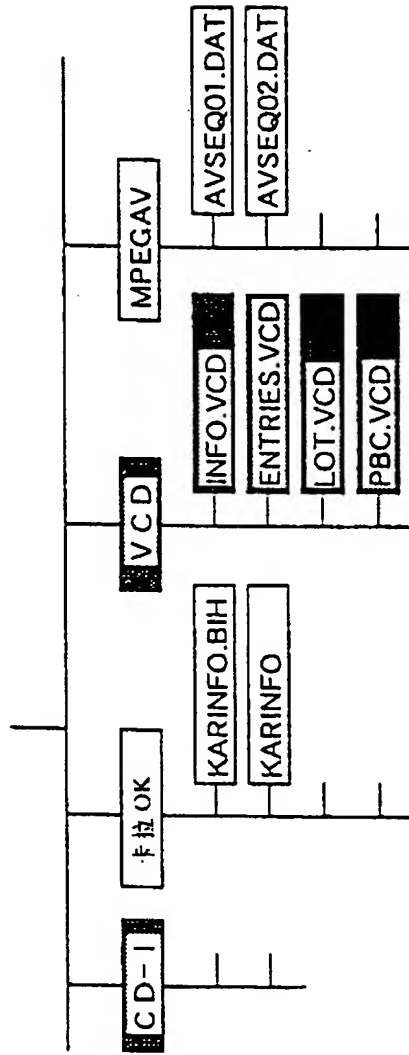 CD-I
卡拉OK
KARINFO.BIH
KARINFO
VCD
INFO.VCD
ENTRIES.VCD
LOT.VCD
PBC.VCD
MPEGAV
AVSEQ01.DAT
AVSEQ02.DAT